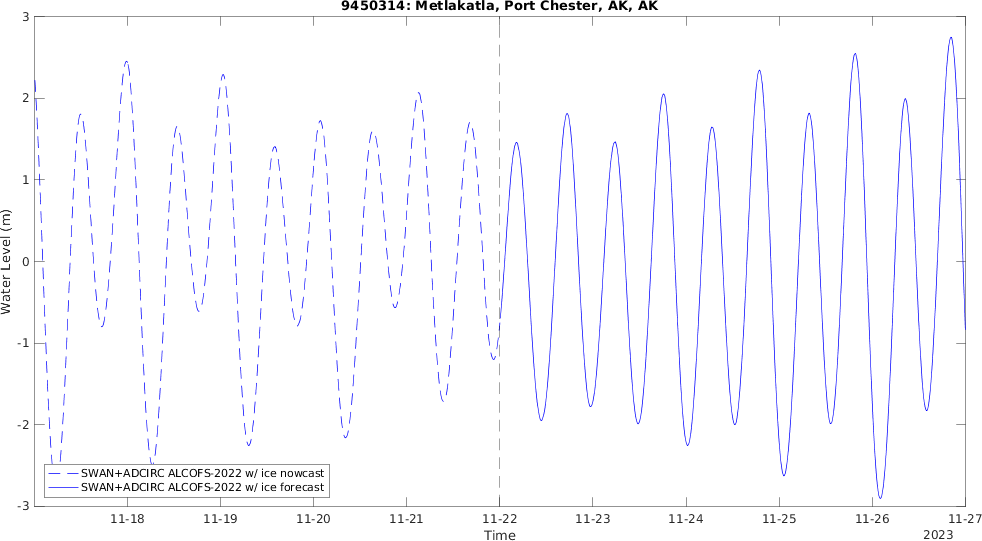 9450314: Metlakatla, Port Chester, AK, AK
3
2
1
0
-1
-2
-3
Water Level (m)
SWAN+ADCIRC ALCOFS-2022 w/ ice nowcast
SWAN+ADCIRC ALCOFS-2022 w/ ice forecast
11-18 11-19 11-20 11-21 11-22 11-23 11-24 11-25 11-26 11-27
Time
2023